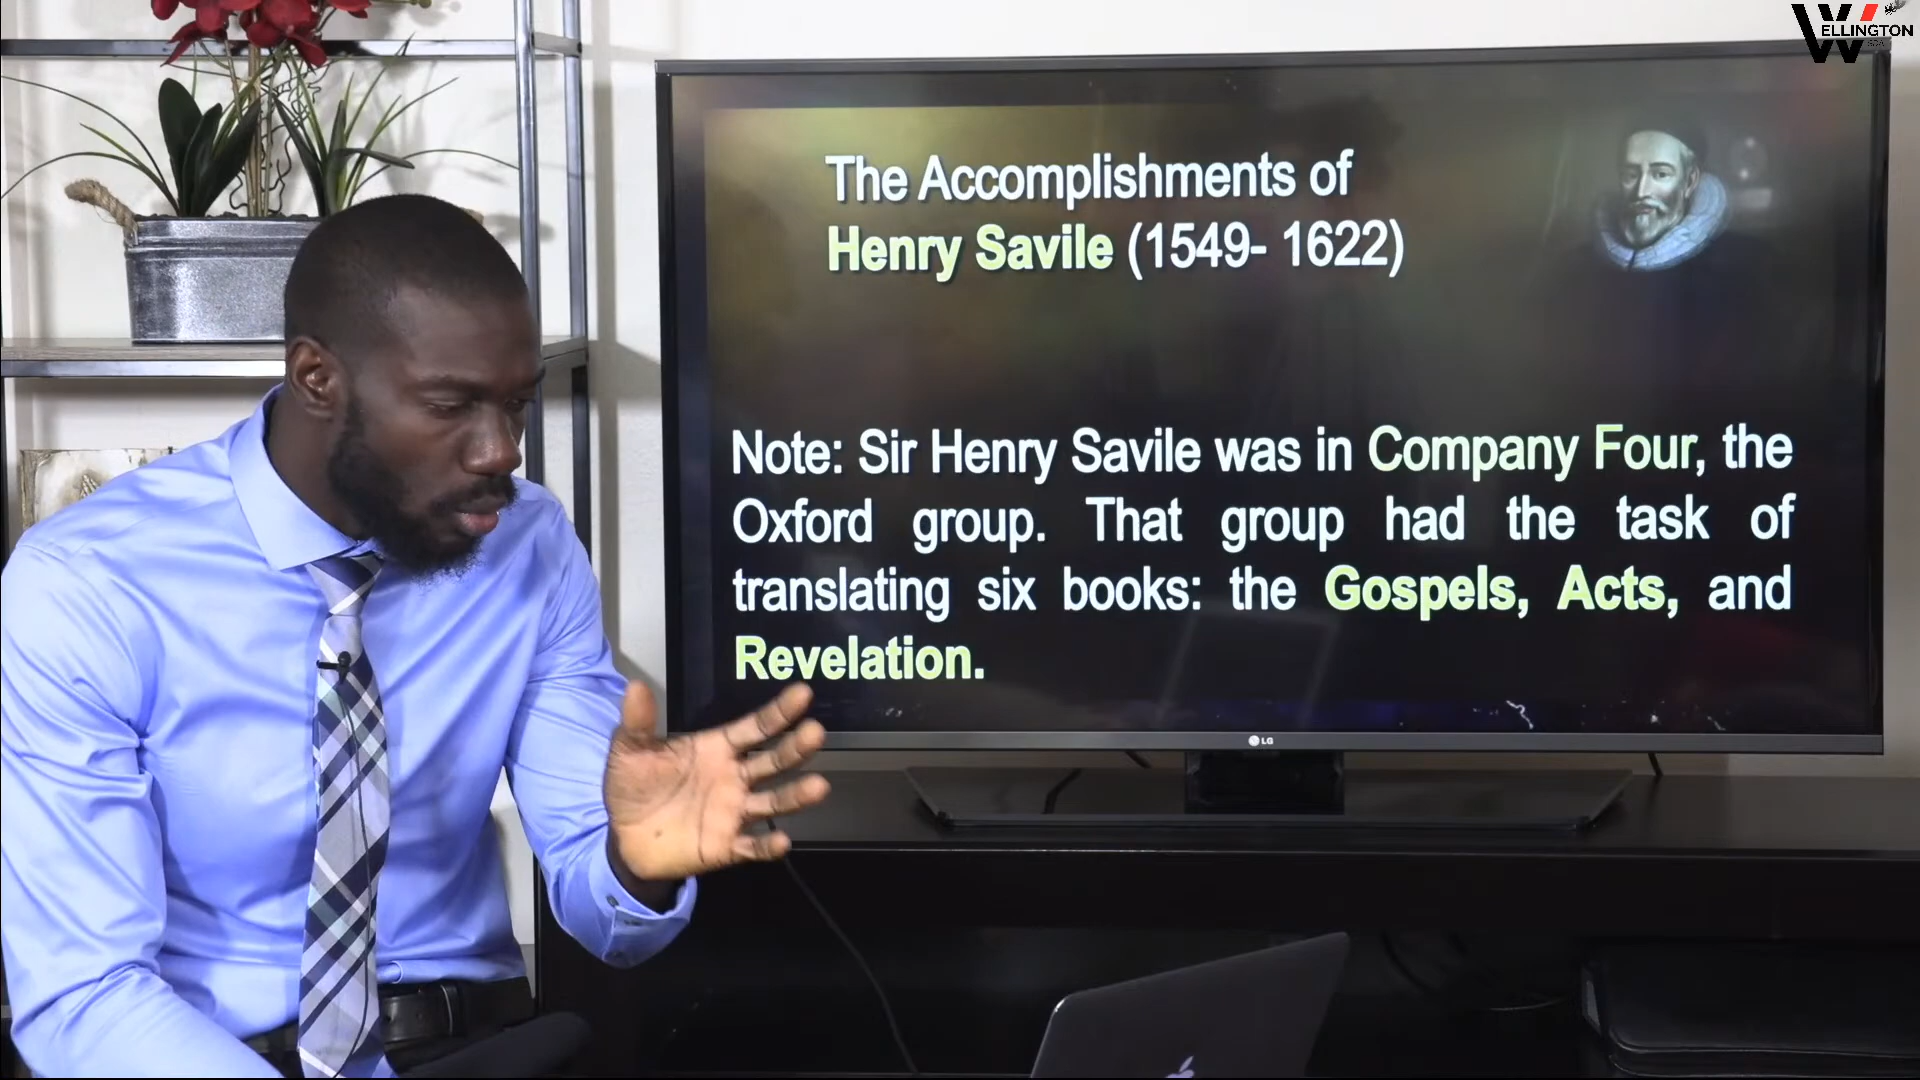 WELLINGTON
SDA
The Accomplishments of
Henry Savile (1549- 1622)
Note: Sir Henry Savile was in Company Four, the
Oxford group. That group had the task of
translating six books: the Gospels, Acts, and
Revelation.
LG